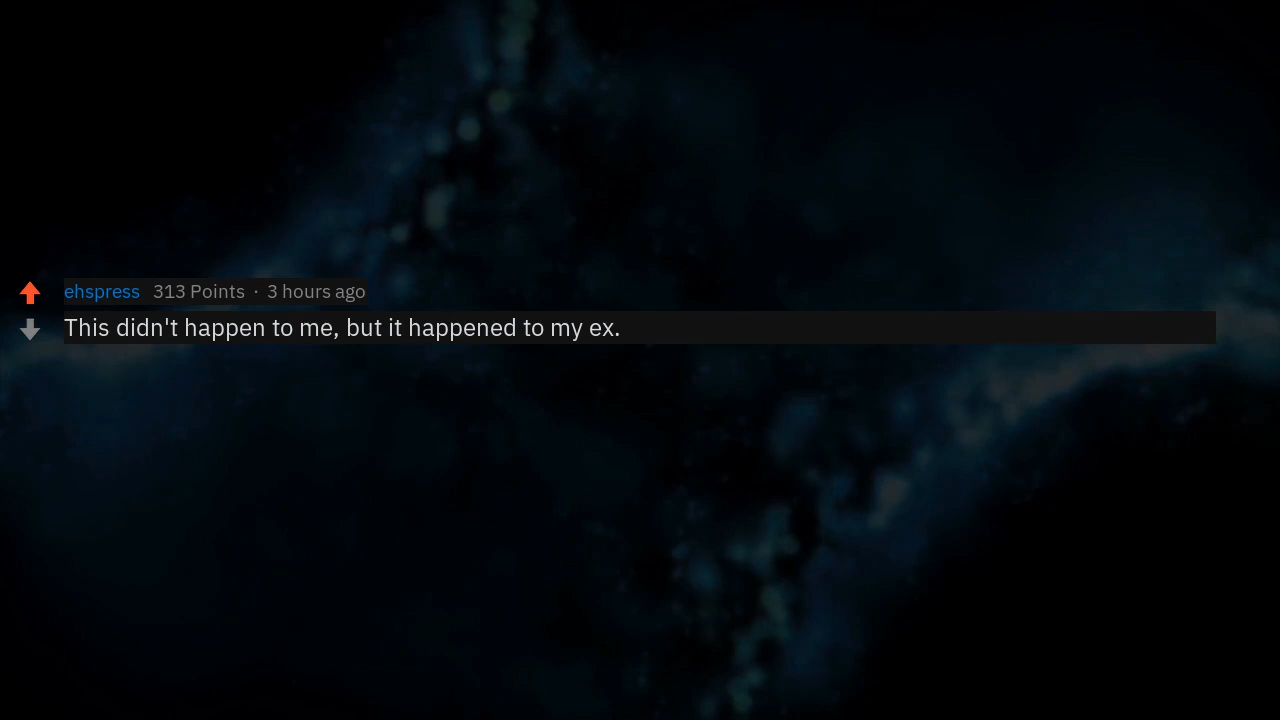 ehspress 313 Points · 3 hours ago
This didn't happen to me, but it happened to my ex.